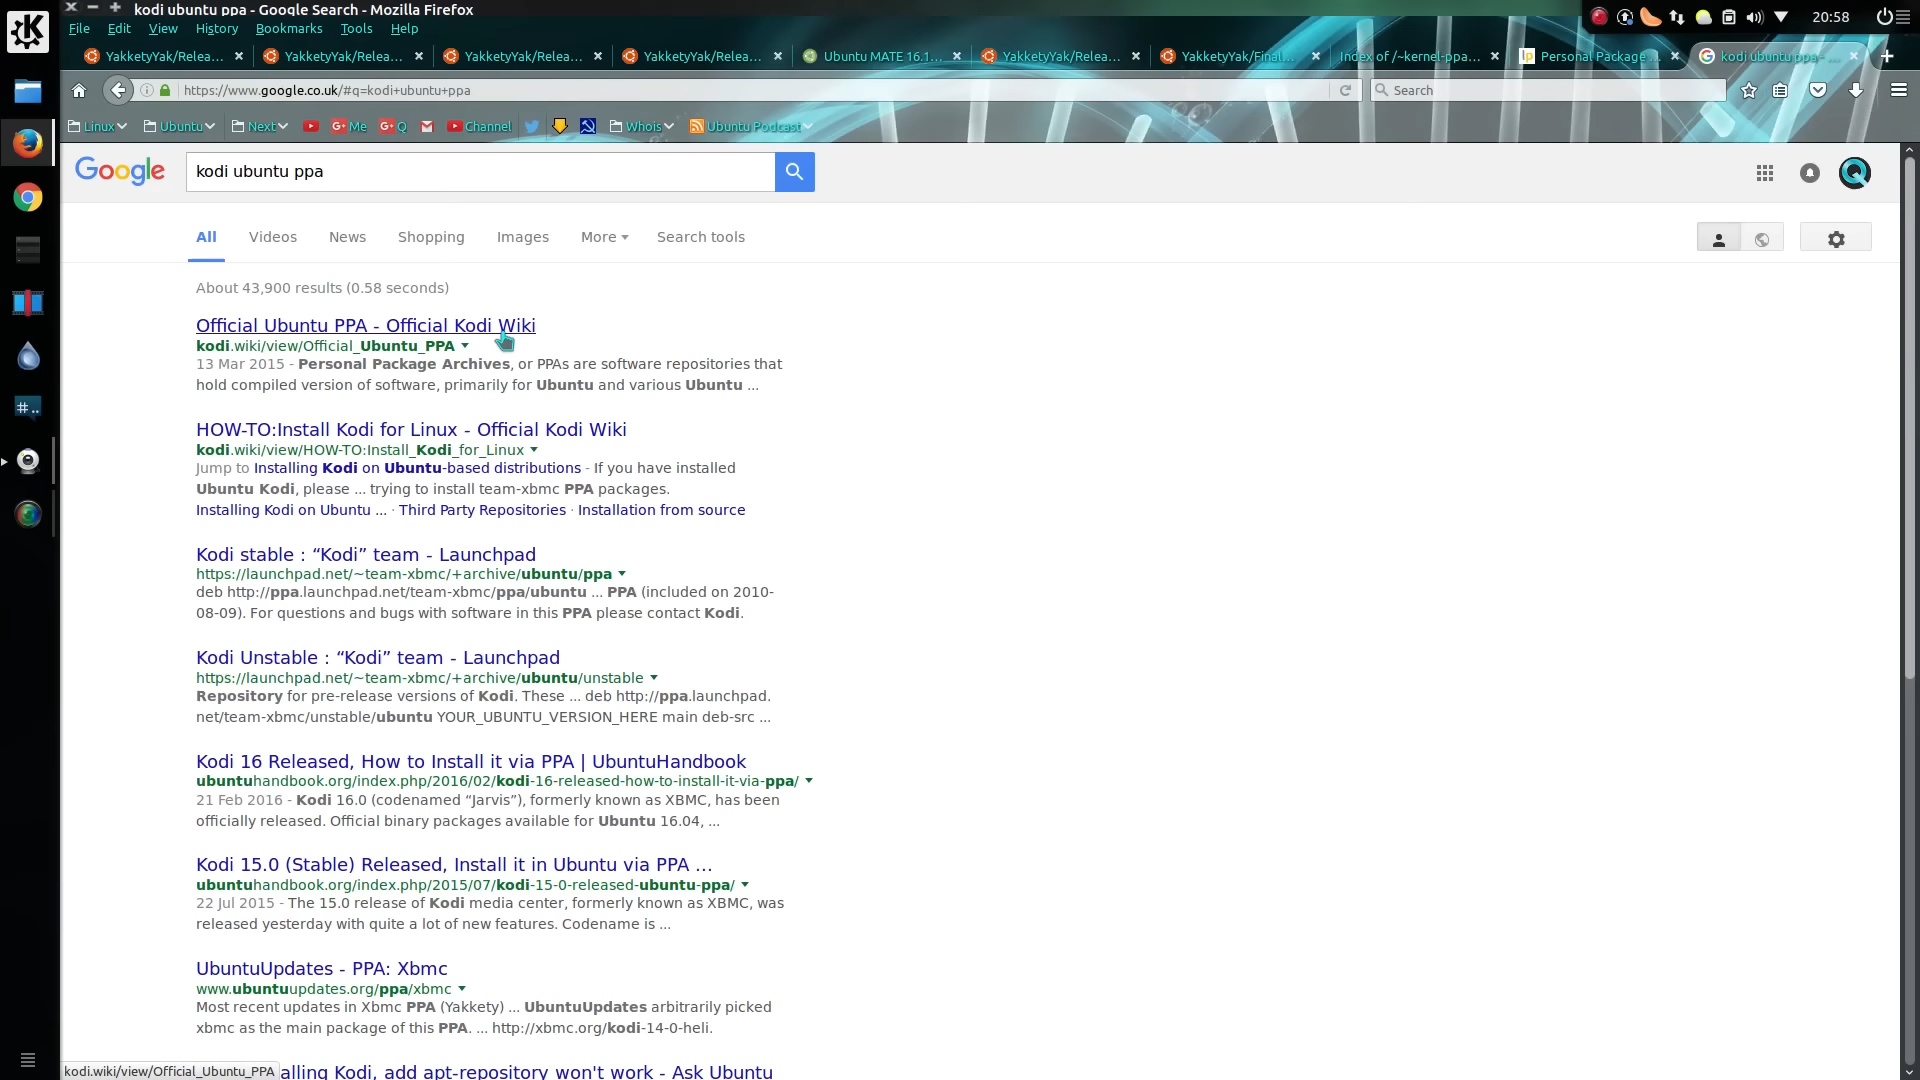 kodi ubuntu ppa - Google Search - Mozilla Firefox
20:58
File Edit View History Bookmarks Tools Help
YakketyYak/Relea... YakketyYak/Relea... YakketyYak/Relea... YakketyYak/Relea... Ubuntu MATE 16.1... YakketyYak/Relea... YakketyYak/Final... Index of /~kernel-ppa... Personal Package ... kodi ubuntu ppa - ...
https://www.google.co.uk/#q=kodi+ubuntu+ppa
Search
Linux Ubuntu Next G+ Me G+ Q Channel Whois Ubuntu Podcast
Google
kodi ubuntu ppa
All Videos News Shopping Images More Search tools
About 43,900 results (0.58 seconds)
Official Ubuntu PPA - Official Kodi Wiki
kodi.wiki/view/Official_Ubuntu_PPA
13 Mar 2015 - Personal Package Archives, or PPAs are software repositories that
hold compiled version of software, primarily for Ubuntu and various Ubuntu ...
HOW-TO:Install Kodi for Linux - Official Kodi Wiki
kodi.wiki/view/HOW-TO:Install_Kodi_for_Linux
Jump to Installing Kodi on Ubuntu-based distributions - If you have installed
Ubuntu Kodi, please ... trying to install team-xbmc PPA packages.
Installing Kodi on Ubuntu ... · Third Party Repositories · Installation from source
Kodi stable : “Kodi” team - Launchpad
https://launchpad.net/~team-xbmc/+archive/ubuntu/ppa
deb http://ppa.launchpad.net/team-xbmc/ppa/ubuntu ... PPA (included on 2010-
08-09). For questions and bugs with software in this PPA please contact Kodi.
Kodi Unstable : “Kodi” team - Launchpad
https://launchpad.net/~team-xbmc/+archive/ubuntu/unstable
Repository for pre-release versions of Kodi. These ... deb http://ppa.launchpad.
net/team-xbmc/unstable/ubuntu YOUR_UBUNTU_VERSION_HERE main deb-src ...
Kodi 16 Released, How to Install it via PPA | UbuntuHandbook
ubuntuhandbook.org/index.php/2016/02/kodi-16-released-how-to-install-it-via-ppa/
21 Feb 2016 - Kodi 16.0 (codenamed “Jarvis”), formerly known as XBMC, has been
officially released. Official binary packages available for Ubuntu 16.04, ...
Kodi 15.0 (Stable) Released, Install it in Ubuntu via PPA ...
ubuntuhandbook.org/index.php/2015/07/kodi-15-0-released-ubuntu-ppa/
22 Jul 2015 - The 15.0 release of Kodi media center, formerly known as XBMC, was
released yesterday with quite a lot of new features. Codename is ...
UbuntuUpdates - PPA: Xbmc
www.ubuntuupdates.org/ppa/xbmc
Most recent updates in Xbmc PPA (Yakkety) ... UbuntuUpdates arbitrarily picked
xbmc as the main package of this PPA. ... http://xbmc.org/kodi-14-0-heli.
kodi.wiki/view/Official_Ubuntu_PPA
alling Kodi, add apt-repository won't work - Ask Ubuntu